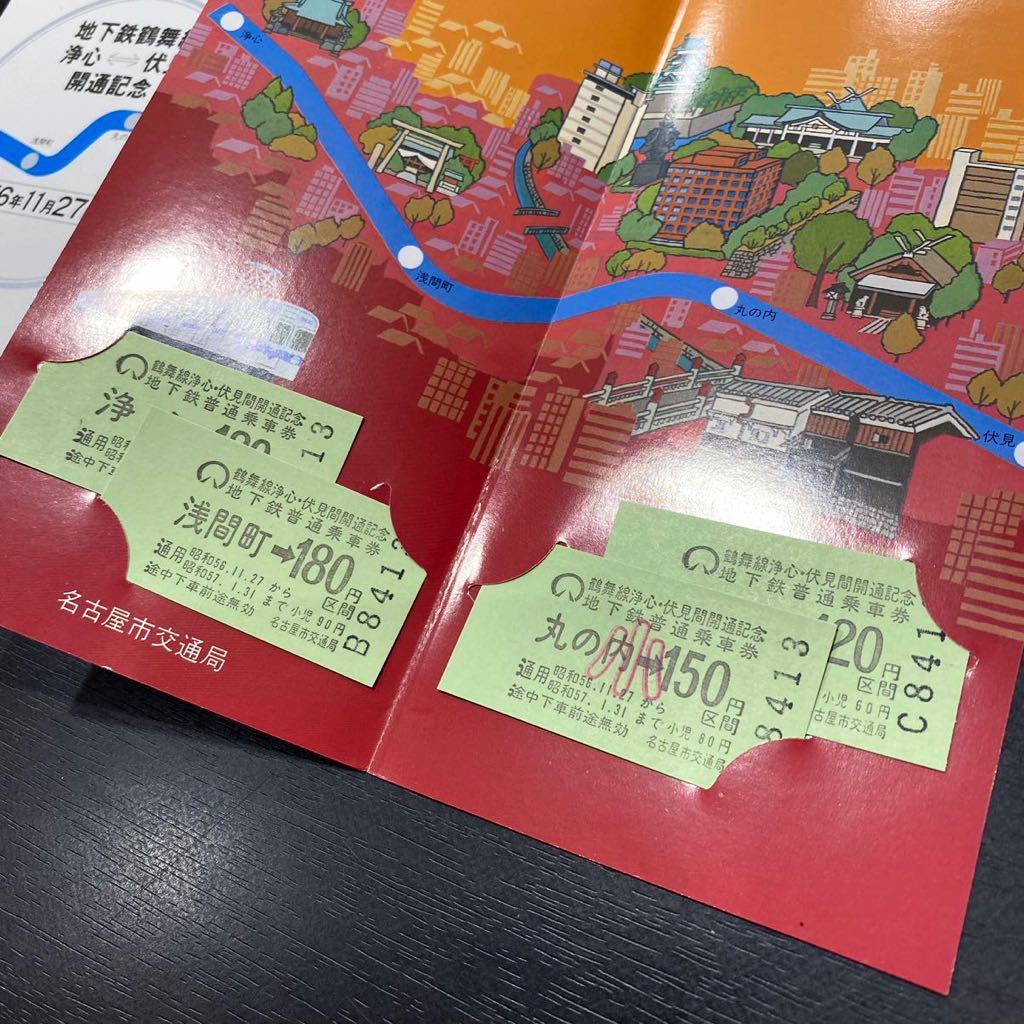 地下鉄鶴舞
浄心⟺伏
開通記念
浅間町
6年11月27
浄心
浅間町
丸の内
伏見
鶴舞線浄心・伏見間開通記念
地下鉄普通乗車券
浄
通用昭
途中下
13
鶴舞線浄心・伏見間開通記念
地下鉄普通乗車券
浅間町→180円区間
通用昭和56.11.27から
昭和57.1.31まで
小児90円
途中下車前途無効
名古屋市交通局
B8413
鶴舞線浄心・伏見間開通記念
地下鉄普通乗車券
丸の内→150円区間
通用昭和56.11.27から
昭和57.1.31まで
小児80円
途中下車前途無効
名古屋市交通局
8413
鶴舞線浄心・伏見間開通記念
地下鉄普通乗車券
120円区間
小児60円
古屋市交通局
C841
名古屋市交通局